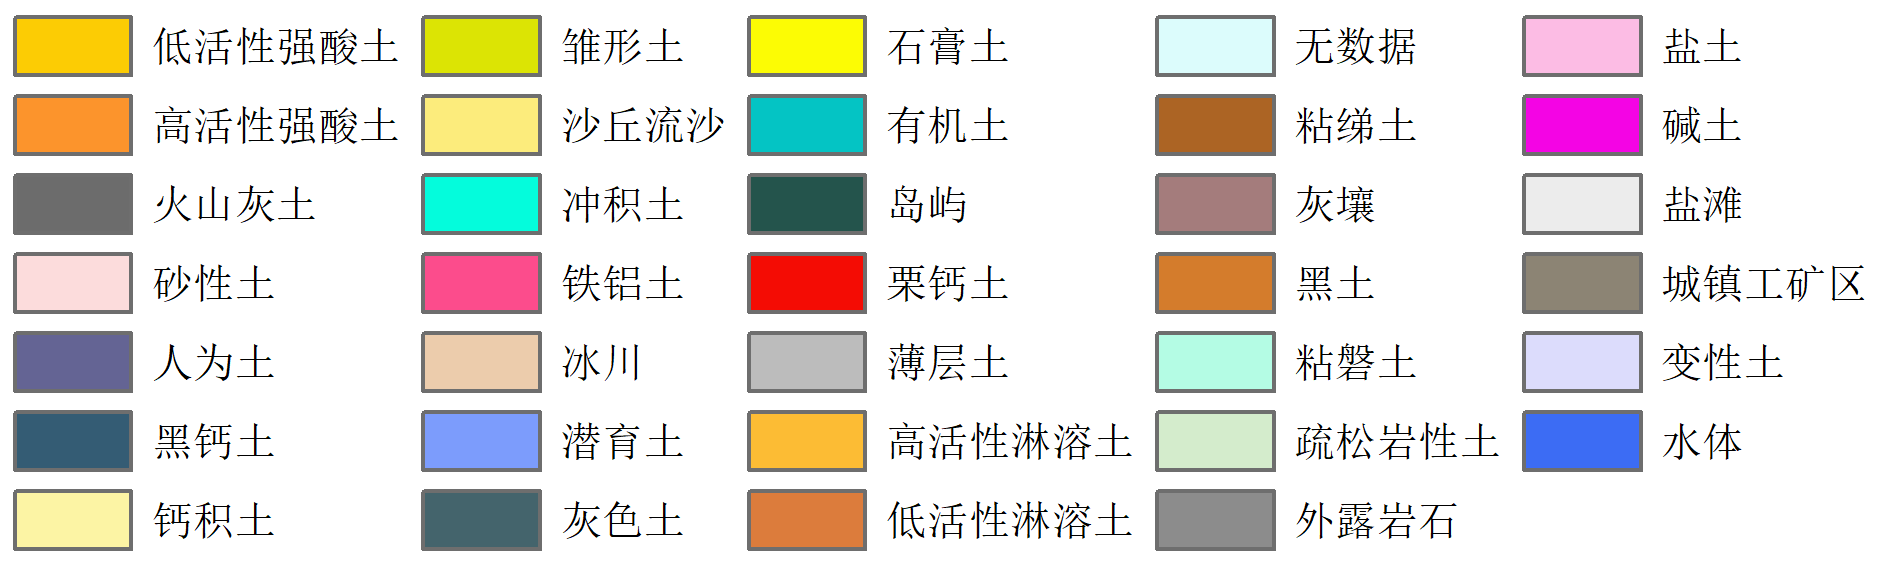 低活性强酸土
高活性强酸土
火山灰土
砂性土
人为土
黑钙土
钙积土
雏形土
沙丘流沙
冲积土
铁铝土
冰川
潜育土
灰色土
石膏土
有机土
岛屿
栗钙土
薄层土
高活性淋溶土
低活性淋溶土
无数据
粘绨土
灰壤
黑土
粘磐土
疏松岩性土
外露岩石
盐土
碱土
盐滩
城镇工矿区
变性土
水体